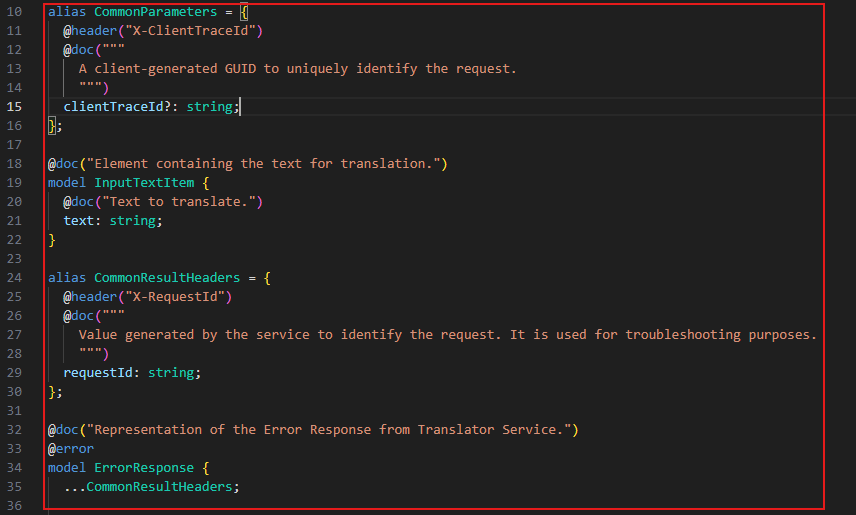 10 alias CommonParameters = {
11   @header("X-ClientTraceId")
12   @doc("""
13     A client-generated GUID to uniquely identify the request.
14     """)
15   clientTraceId?: string;
16 };
17
18 @doc("Element containing the text for translation.")
19 model InputTextItem {
20   @doc("Text to translate.")
21   text: string;
22 }
23
24 alias CommonResultHeaders = {
25   @header("X-RequestId")
26   @doc("""
27     Value generated by the service to identify the request. It is used for troubleshooting purposes.
28     """)
29   requestId: string;
30 };
31
32 @doc("Representation of the Error Response from Translator Service.")
33 @error
34 model ErrorResponse {
35   ...CommonResultHeaders;
36